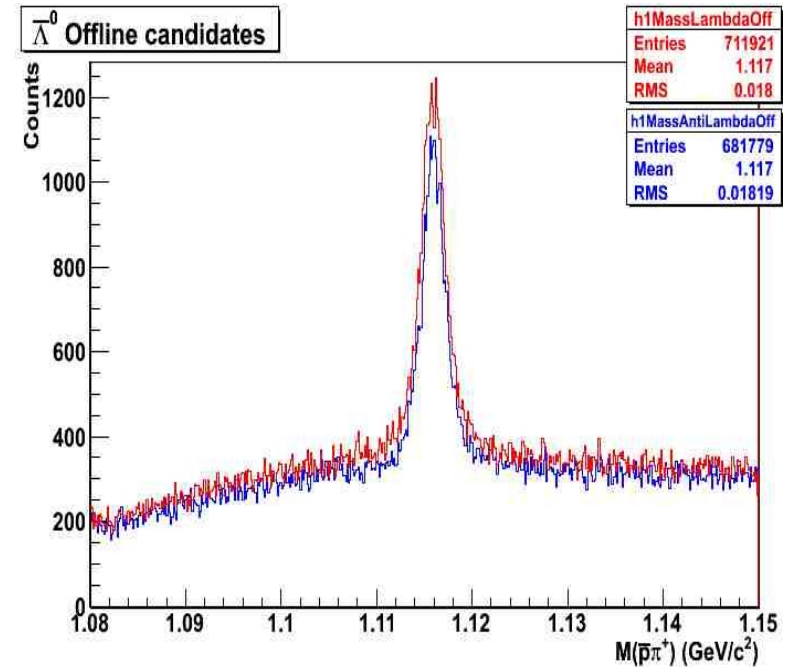 Λ̅⁰ Offline candidates
h1MassLambdaOff
Entries 711921
Mean 1.117
RMS 0.018
h1MassAntiLambdaOff
Entries 681779
Mean 1.117
RMS 0.01819
Counts
1200
1000
800
600
400
200
0
1.08 1.09 1.1 1.11 1.12 1.13 1.14 1.15
M(p̅π⁺) (GeV/c²)